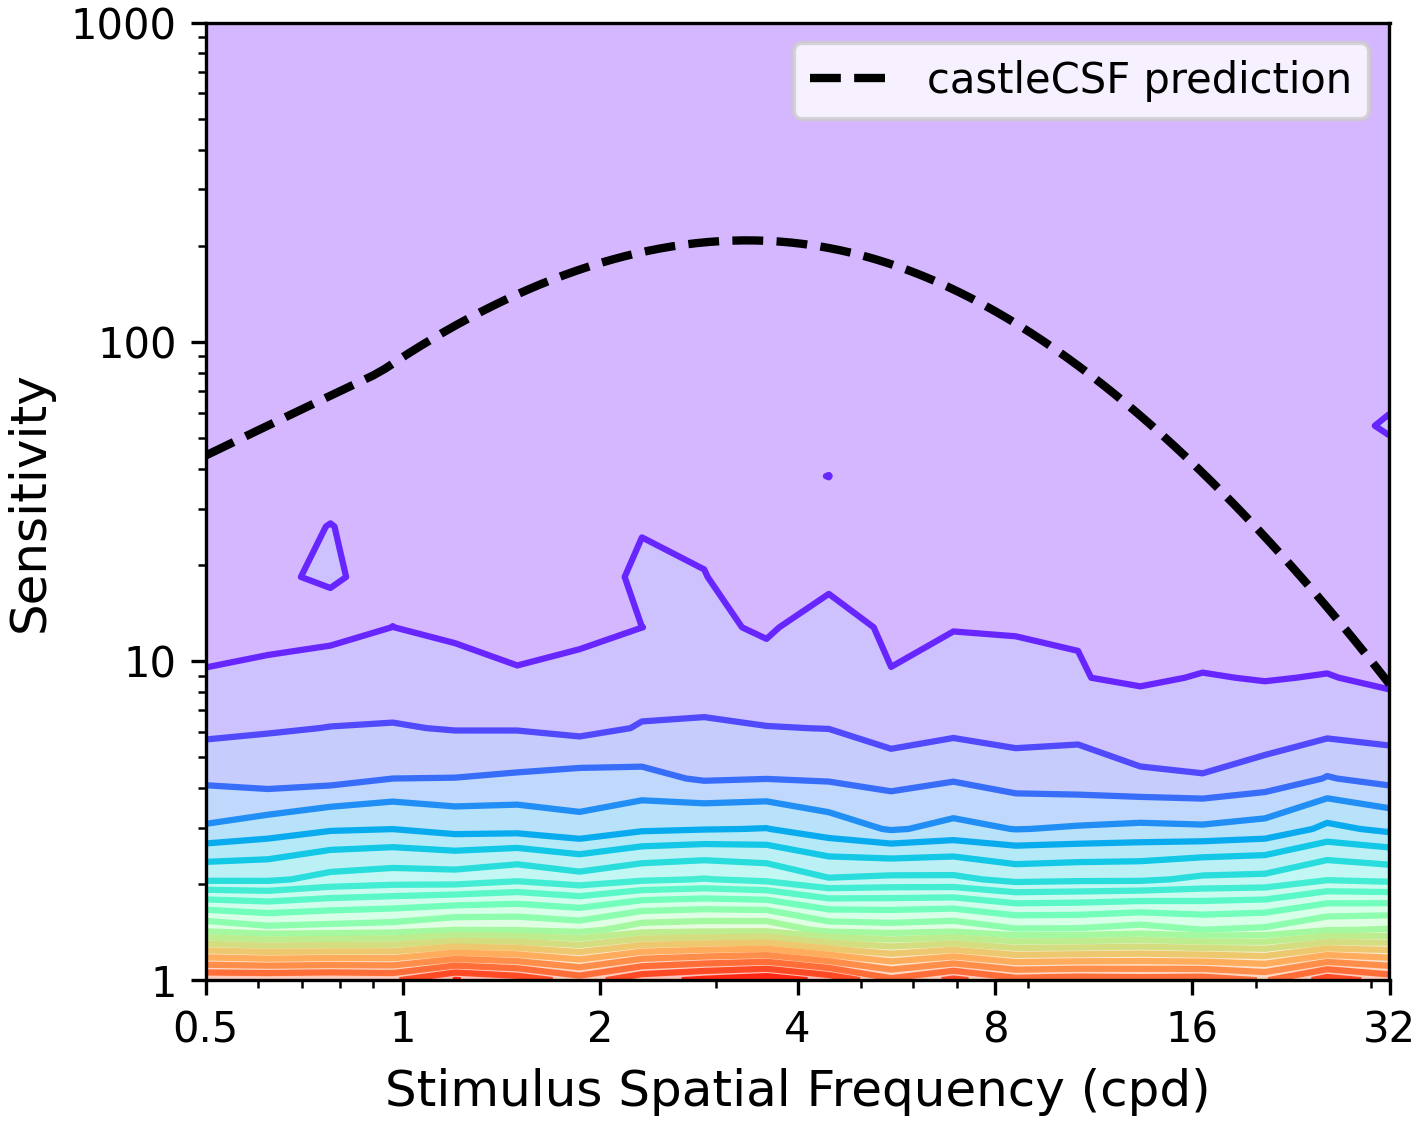 1000
castleCSF prediction
100
Sensitivity
10
1
0.5 1 2 4 8 16 32
Stimulus Spatial Frequency (cpd)